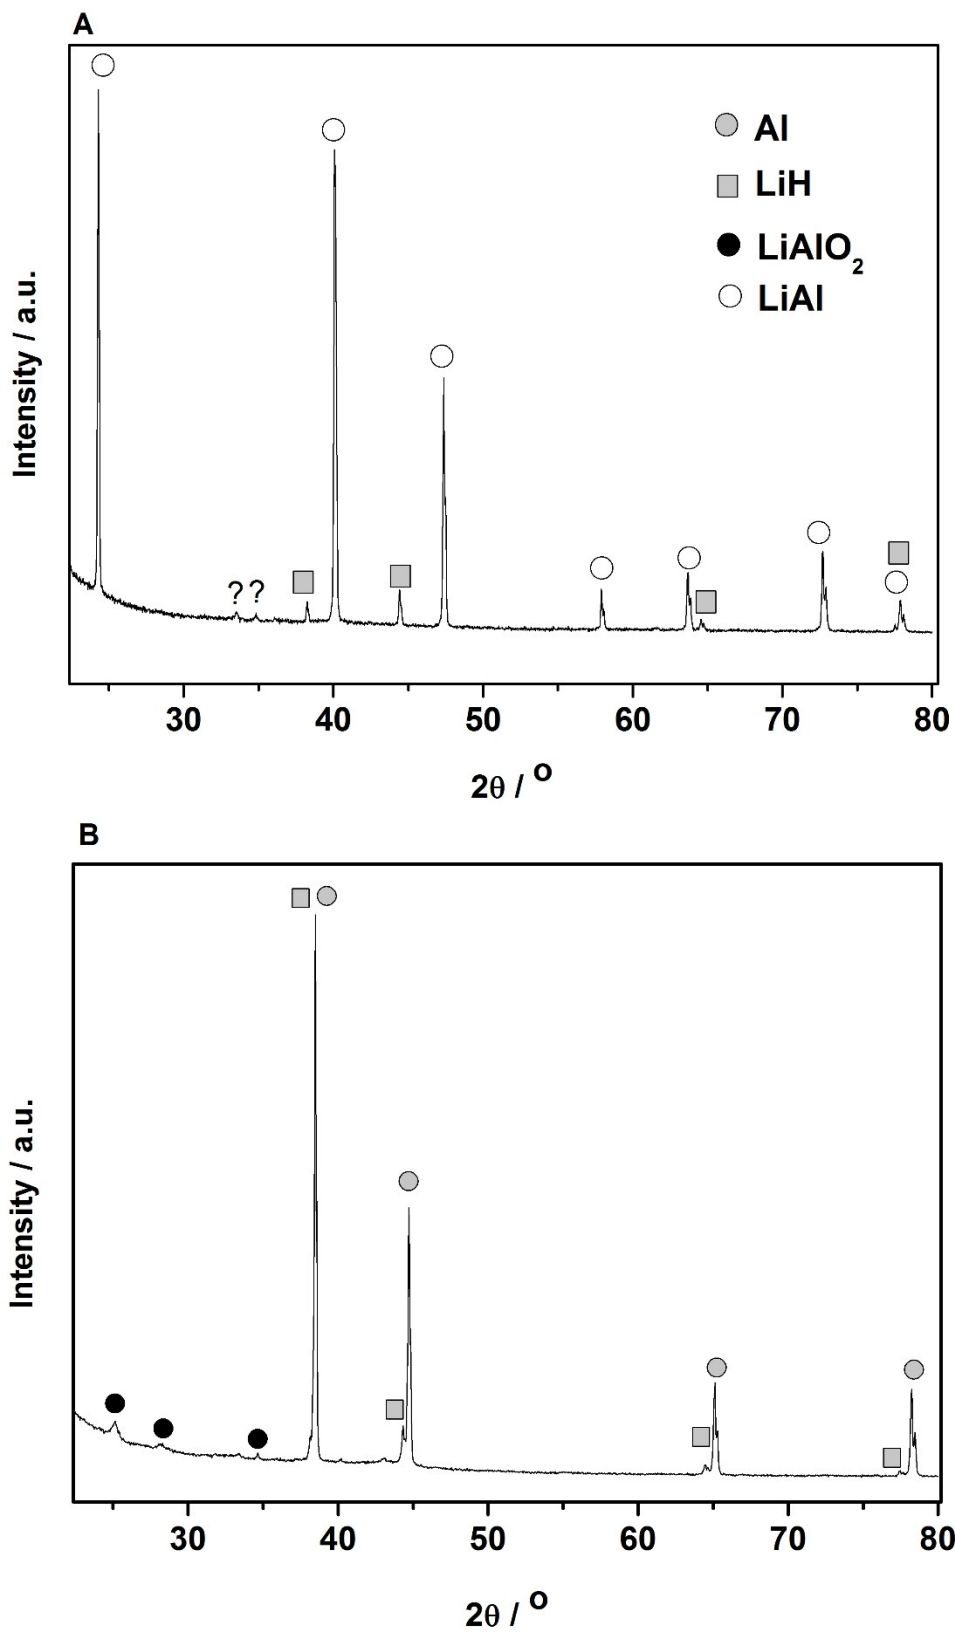 A
Al
LiH
LiAlO₂
LiAl
Intensity / a.u.
? ?
30 40 50 60 70 80
2θ / o
B
Intensity / a.u.
30 40 50 60 70 80
2θ / o